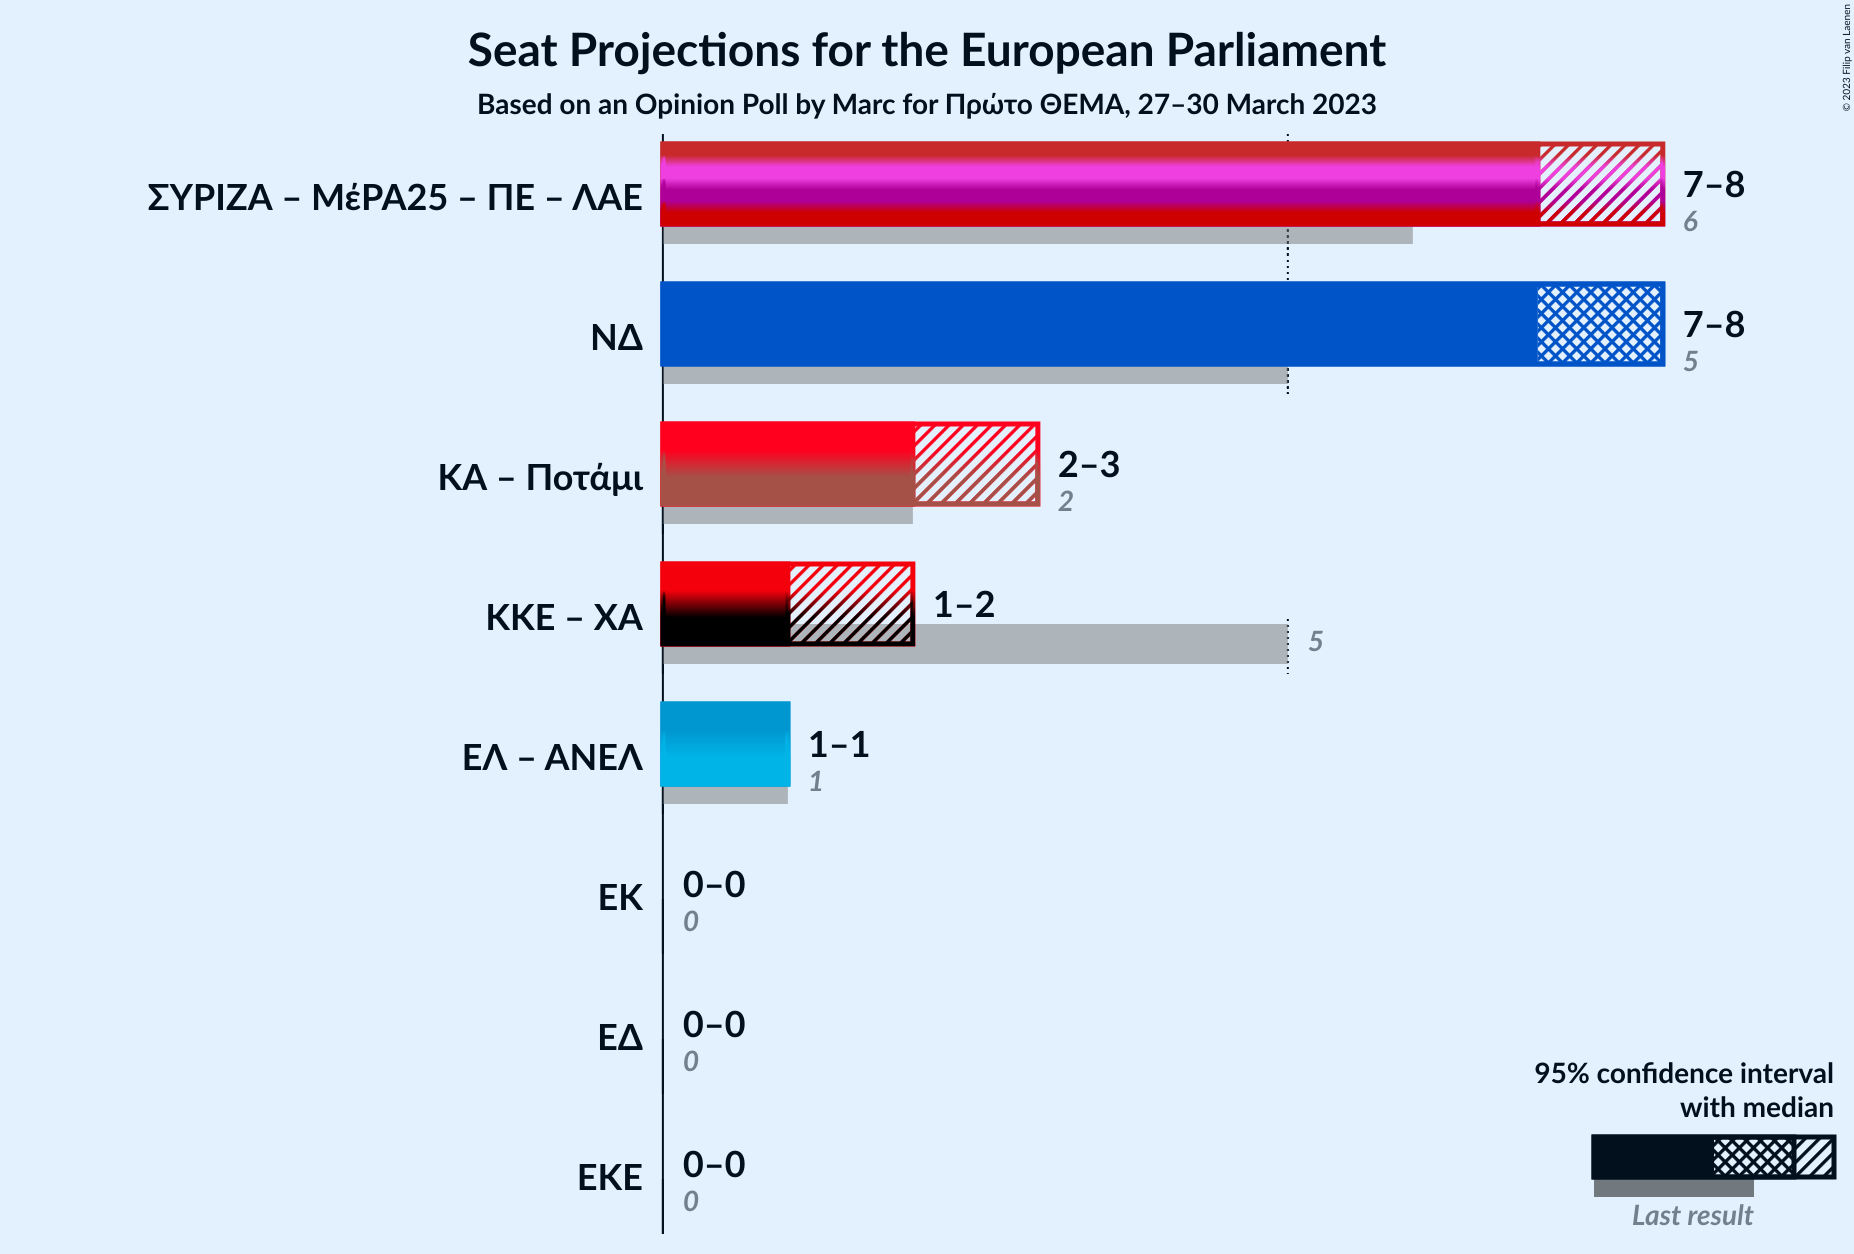 Seat Projections for the European Parliament
Based on an Opinion Poll by Marc for Πρώτο ΘΕΜΑ, 27–30 March 2023
© 2023 Filip van Laenen
ΣΥΡΙΖΑ – ΜέΡΑ25 – ΠΕ – ΛΑΕ
7–8
6
ΝΔ
7–8
5
ΚΑ – Ποτάμι
2–3
2
ΚΚΕ – ΧΑ
1–2
5
ΕΛ – ΑΝΕΛ
1–1
1
ΕΚ
0–0
0
ΕΔ
0–0
0
ΕΚΕ
0–0
0
95% confidence interval
with median
Last result